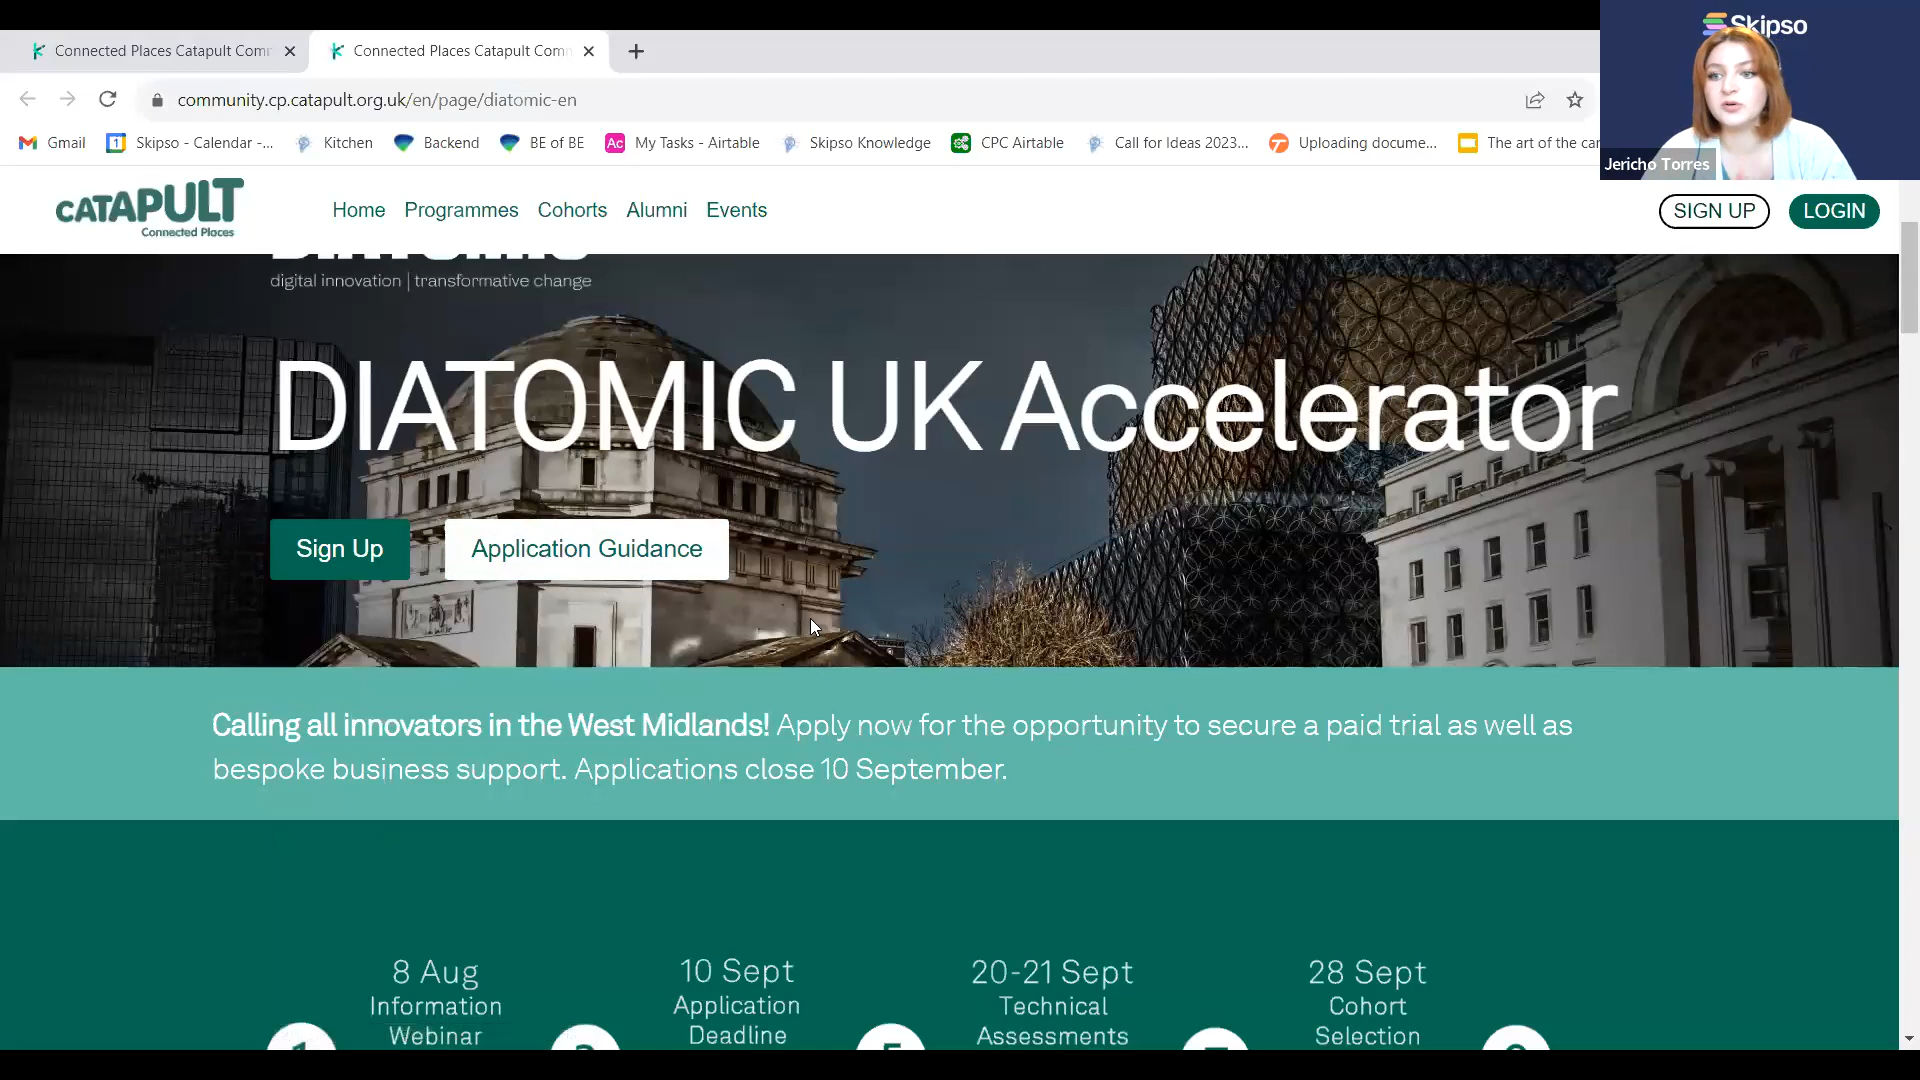 Skipso
Jericho Torres
Connected Places Catapult Com
Connected Places Catapult Com
community.cp.catapult.org.uk/en/page/diatomic-en
Gmail
1
Skipso - Calendar -...
Kitchen
Backend
BE of BE
Ac
My Tasks - Airtable
Skipso Knowledge
CPC Airtable
Call for Ideas 2023...
Uploading docume...
The art of the car
CATAPULT
Connected Places
Home
Programmes
Cohorts
Alumni
Events
SIGN UP
LOGIN
DIATOMIC
digital innovation | transformative change
DIATOMIC UK Accelerator
Sign Up
Application Guidance
Calling all innovators in the West Midlands! Apply now for the opportunity to secure a paid trial as well as
bespoke business support. Applications close 10 September.
8 Aug
Information
Webinar
10 Sept
Application
Deadline
20-21 Sept
Technical
Assessments
28 Sept
Cohort
Selection